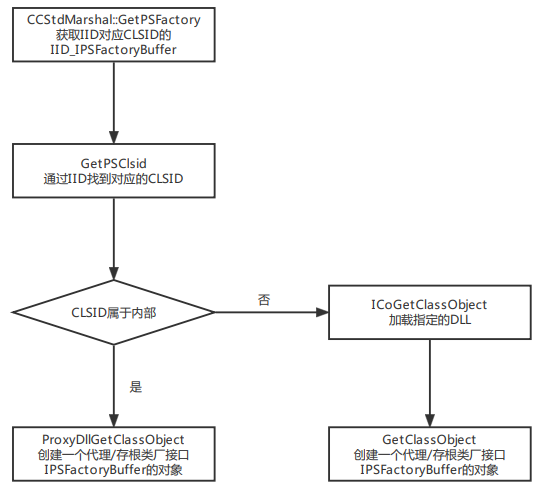 CCStdMarshal::GetPSFactory
获取IID对应CLSID的
IID_IPSFactoryBuffer
GetPSClsid
通过IID找到对应的CLSID
CLSID属于内部
否
ICoGetClassObject
加载指定的DLL
是
ProxyDllGetClassObject
创建一个代理/存根类厂接口
IPSFactoryBuffer的对象
GetClassObject
创建一个代理/存根类厂接口
IPSFactoryBuffer的对象